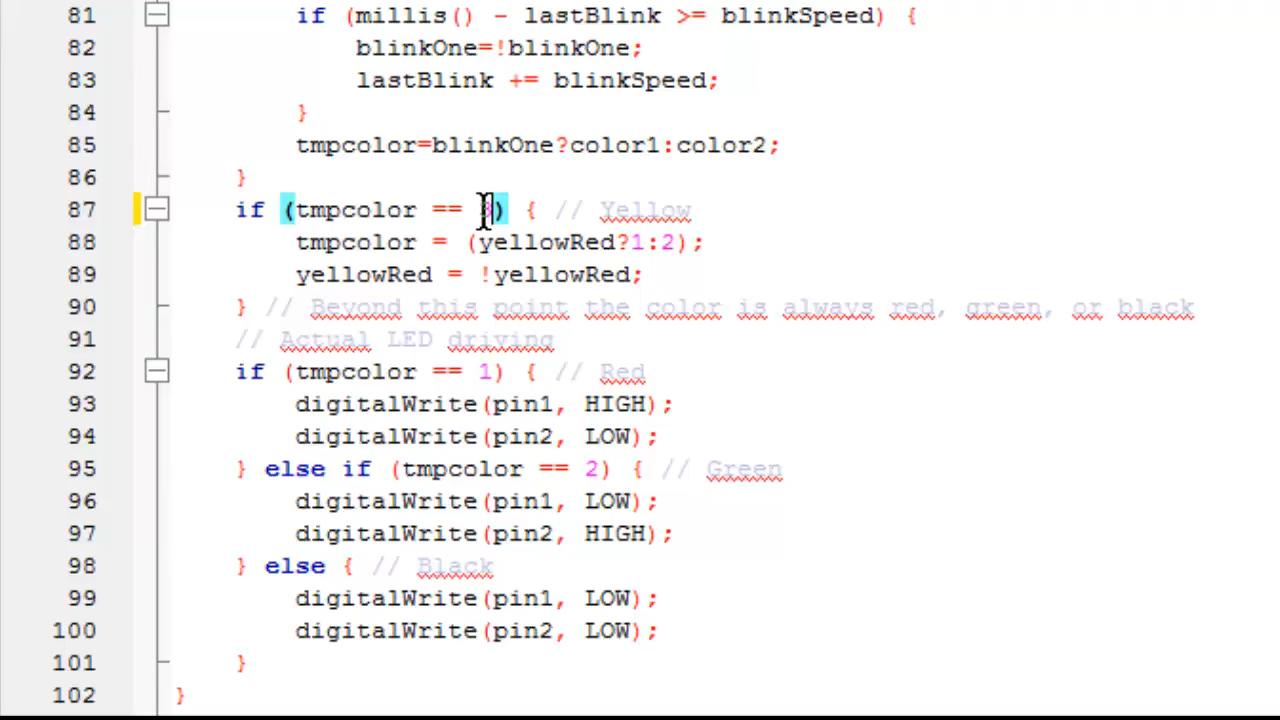 81 if (millis() - lastBlink >= blinkSpeed) {
82 blinkOne=!blinkOne;
83 lastBlink += blinkSpeed;
84 }
85 tmpcolor=blinkOne?color1:color2;
86 }
87 if (tmpcolor == 3) { // Yellow
88 tmpcolor = (yellowRed?1:2);
89 yellowRed = !yellowRed;
90 } // Beyond this point the color is always red, green, or black
91 // Actual LED driving
92 if (tmpcolor == 1) { // Red
93 digitalWrite(pin1, HIGH);
94 digitalWrite(pin2, LOW);
95 } else if (tmpcolor == 2) { // Green
96 digitalWrite(pin1, LOW);
97 digitalWrite(pin2, HIGH);
98 } else { // Black
99 digitalWrite(pin1, LOW);
100 digitalWrite(pin2, LOW);
101 }
102 }